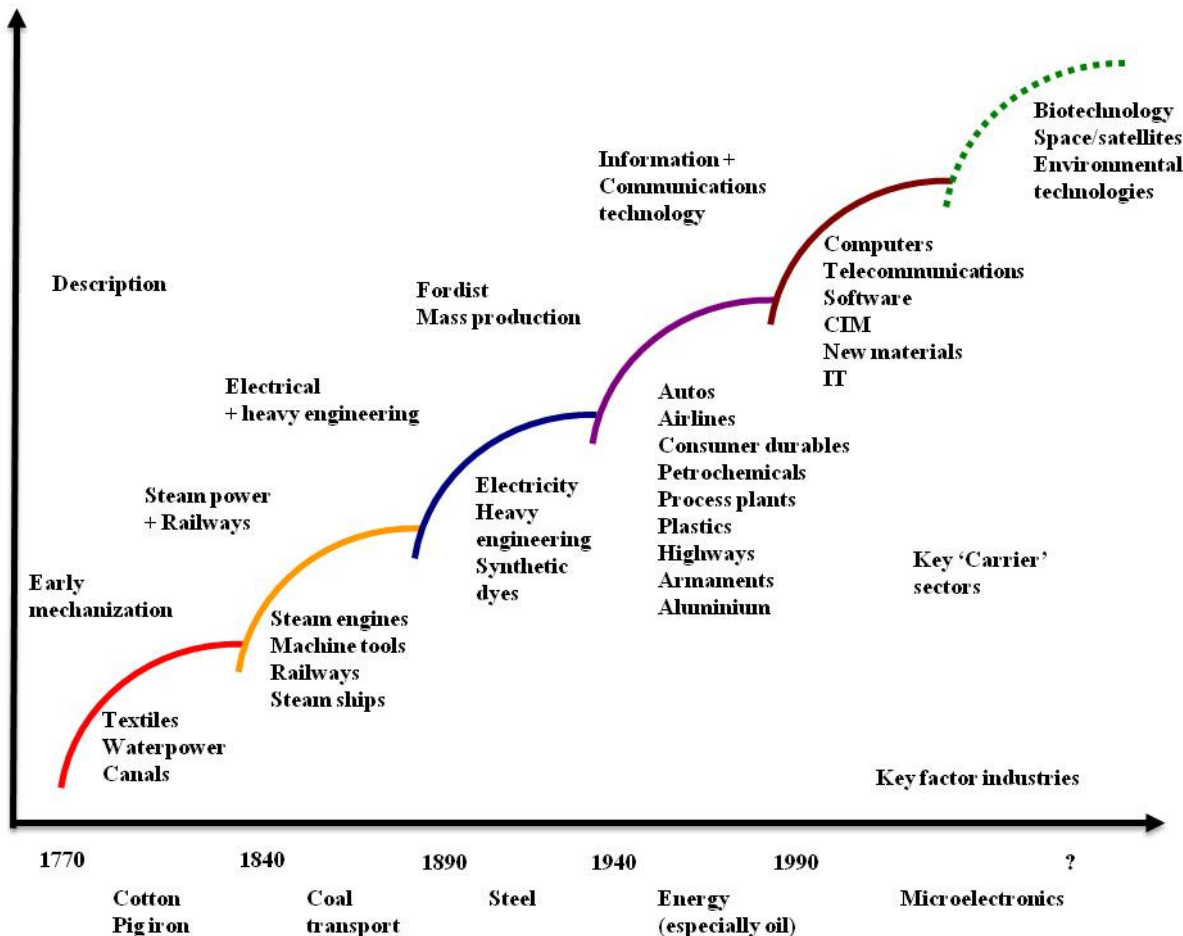 Biotechnology
Space/satellites
Environmental
technologies
Information +
Communications
technology
Computers
Telecommunications
Software
CIM
New materials
IT
Description
Fordist
Mass production
Electrical
+ heavy engineering
Autos
Airlines
Consumer durables
Petrochemicals
Process plants
Plastics
Highways
Armaments
Aluminium
Steam power
+ Railways
Electricity
Heavy
engineering
Synthetic
dyes
Key ‘Carrier’
sectors
Early
mechanization
Steam engines
Machine tools
Railways
Steam ships
Textiles
Waterpower
Canals
Key factor industries
1770 1840 1890 1940 1990 ?
Cotton
Pig iron
Coal
transport
Steel
Energy
(especially oil)
Microelectronics